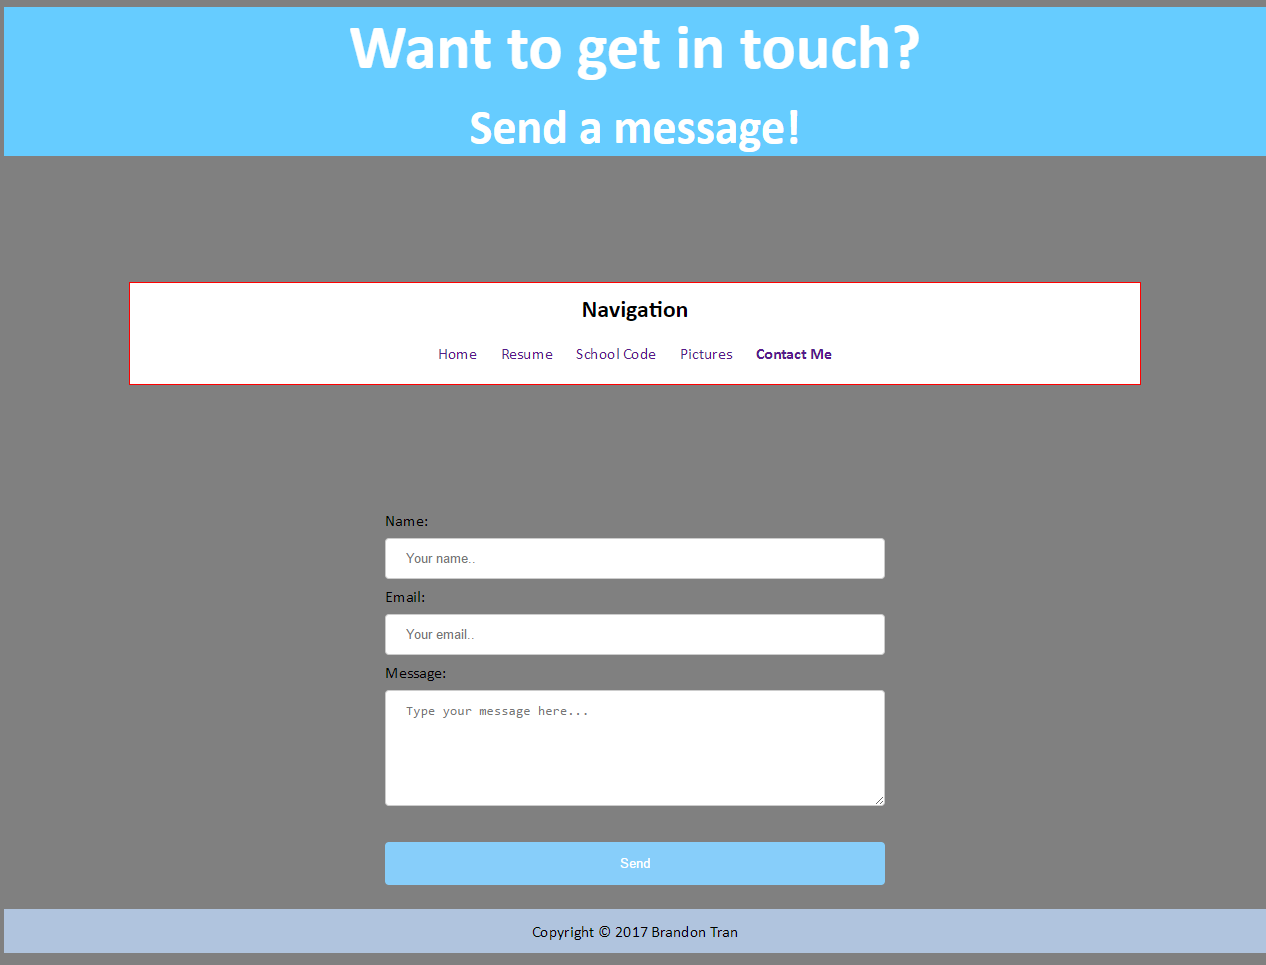 Want to get in touch?
Send a message!
Navigation
Home Resume School Code Pictures Contact Me
Name:
Your name..
Email:
Your email..
Message:
Type your message here...
Send
Copyright © 2017 Brandon Tran